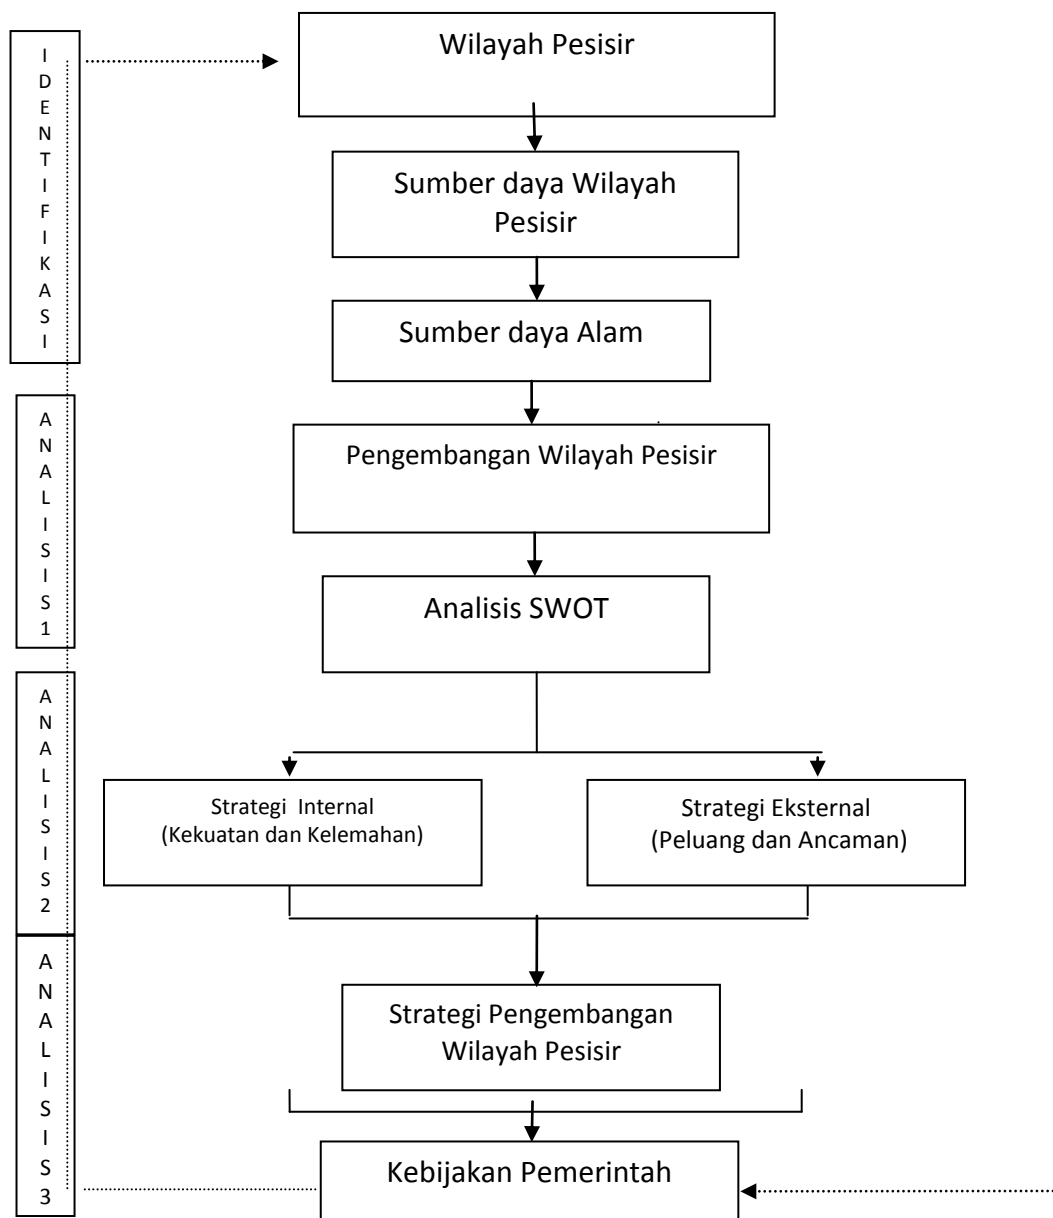 IDENTIFIKASI
Wilayah Pesisir
Sumber daya Wilayah
Pesisir
Sumber daya Alam
ANALISIS1
Pengembangan Wilayah Pesisir
Analisis SWOT
ANALISIS2
Strategi Internal
(Kekuatan dan Kelemahan)
Strategi Eksternal
(Peluang dan Ancaman)
ANALISIS3
Strategi Pengembangan
Wilayah Pesisir
Kebijakan Pemerintah